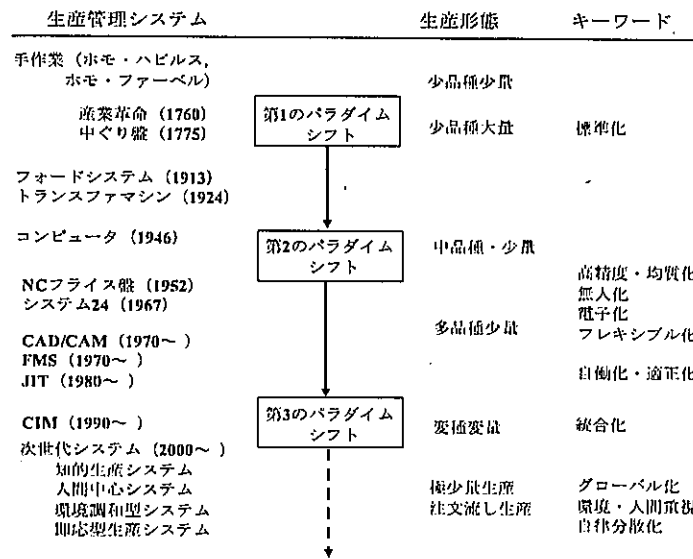 生産管理システム 生産形態 キーワード
手作業（ホモ・ハビルス,
ホモ・ファーベル） 少品種少量
産業革命（1760） 第1のパラダイム
中ぐり盤（1775） シフト 少品種大量 標準化
フォードシステム（1913）
トランスファマシン（1924）
コンピュータ（1946） 第2のパラダイム 中品種・少量
シフト
高精度・均質化
NCフライス盤（1952） 無人化
システム24（1967） 電子化
多品種少量 フレキシブル化
CAD/CAM（1970～ ）
FMS（1970～ ） 自働化・適正化
JIT（1980～ ）
第3のパラダイム
CIM（1990～ ） シフト 変種変量 統合化
次世代システム（2000～ ）
知的生産システム
人間中心システム 極少量生産 グローバル化
環境調和型システム 注文流し生産 環境・人間重視
即応型生産システム 自律分散化